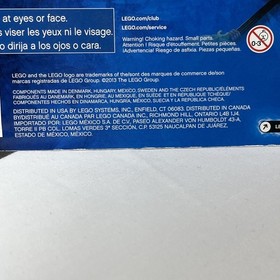 at eyes or face.
s viser les yeux ni le visage.
o dirija a los ojos o cara.
LEGO.com/club
LEGO.com/service
Warning! Choking hazard. Small parts.
¡Attention! Risque d'étouffement. Petites pièces.
¡Advertencia! Riesgo de asfixia. Piezas pequeñas.
0-3
LEGO and the LEGO logo are trademarks of the/sont des marques de commerce de/son
marcas registradas de LEGO Group. ©2013 The LEGO Group.
COMPONENTS MADE IN DENMARK, HUNGARY, MEXICO, SWEDEN AND THE CZECH REPUBLIC/ÉLÉMENTS
FABRIQUÉS AU DANEMARK, EN HONGRIE, AU MEXIQUE, EN SUÈDE ET EN RÉPUBLIQUE TCHÈQUE/
COMPONENTES HECHOS EN DINAMARCA, HUNGRÍA, MÉXICO, SUECIA Y LA REPÚBLICA CHECA.
DISTRIBUTED IN USA BY LEGO SYSTEMS, INC., ENFIELD, CT 06083. DISTRIBUTED IN CANADA
BY/DISTRIBUÉ AU CANADA PAR LEGO CANADA INC., RICHMOND HILL, ONTARIO L4B 1J4.
IMPORTADO POR: LEGO MÉXICO S.A. DE CV, PASEO ALEXANDER VON HUMBOLDT 43-A.
TORRE II PB COL. LOMAS VERDES 3ª SECCIÓN, C.P. 53125 NAUCALPAN DE JUÁREZ,
ESTADO DE MÉXICO, MÉXICO.